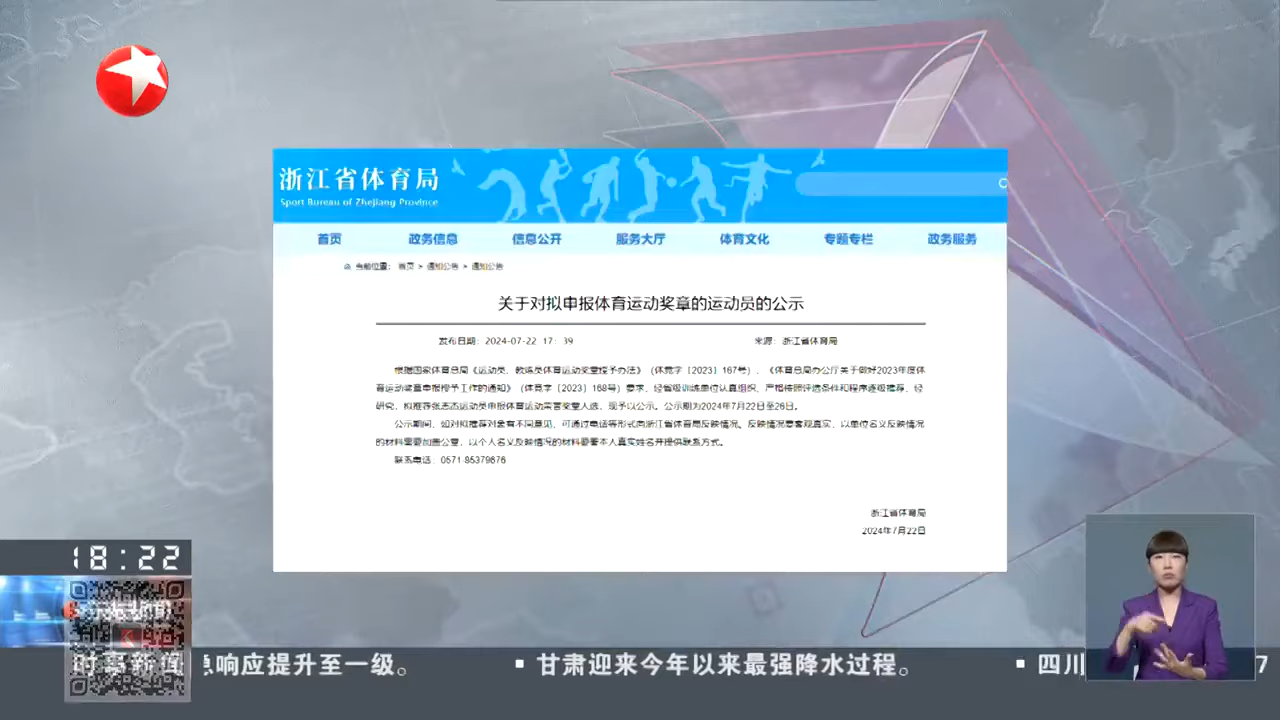 浙江省体育局
Sport Bureau of Zhejiang Province
首页 政务信息 信息公开 服务大厅 体育文化 专题专栏 政务服务
当前位置： 首页 > 通知公告 > 通知公告
关于对拟申报体育运动奖章的运动员的公示
发布日期：2024-07-22 17：39 来源：浙江省体育局
根据国家体育总局《运动员、教练员体育运动奖章授予办法》（体竞字〔2023〕167号）、《体育总局办公厅关于做好2023年度体
育运动奖章申报授予工作的通知》（体竞字〔2023〕168号）要求，经省级训练单位认真组织，严格按照评选条件和程序逐级推荐，经
研究，拟推荐张志杰运动员申报体育运动荣誉奖章人选，现予以公示。公示期为2024年7月22日至26日。
公示期间，如对拟推荐对象有不同意见，可通过电话等形式向浙江省体育局反映情况。反映情况要客观真实，以单位名义反映情况
的材料需要加盖公章，以个人名义反映情况的材料要署本人真实姓名并提供联系方式。
联系电话：0571-85379676
浙江省体育局
2024年7月22日
18:22
时事新闻
急响应提升至一级。 ▪ 甘肃迎来今年以来最强降水过程。 ▪ 四川
7